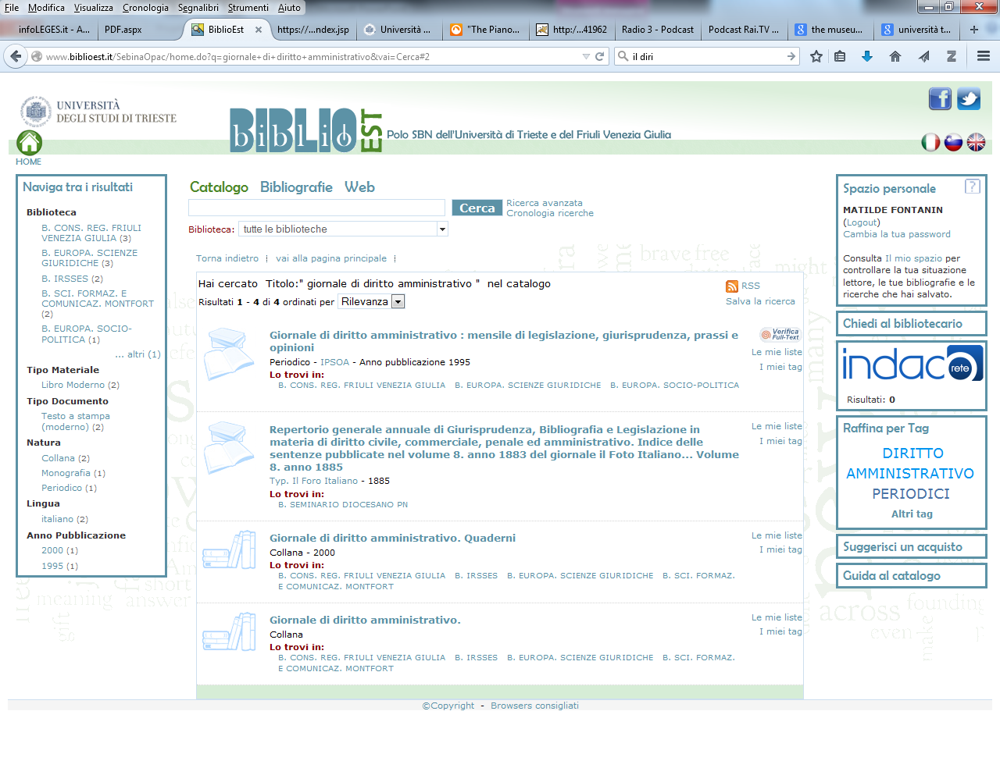 File Modifica Visualizza Cronologia Segnalibri Strumenti Aiuto
infoLEGES.it - A... PDF.aspx BiblioEst https://...ndex.jsp Università ... "The Piano... http:/...41962 Radio 3 - Podcast Podcast Rai.TV ... the museu... università t...
www.biblioest.it/SebinaOpac/home.do?q=giornale+di+diritto+amministrativo&vai=Cerca#2 il diri
UNIVERSITÀ
DEGLI STUDI DI TRIESTE
BIBLIO EST
biblio
Polo SBN dell'Università di Trieste e del Friuli Venezia Giulia
HOME
Naviga tra i risultati
Biblioteca
B. CONS. REG. FRIULI
VENEZIA GIULIA (3)
B. EUROPA. SCIENZE
GIURIDICHE (3)
B. IRSSES (2)
B. SCI. FORMAZ. E
COMUNICAZ. MONTFORT
(2)
B. EUROPA. SOCIO-
POLITICA (1)
... altri (1)
Tipo Materiale
Libro Moderno (2)
Tipo Documento
Testo a stampa
(moderno) (2)
Natura
Collana (2)
Monografia (1)
Periodico (1)
Lingua
italiano (2)
Anno Pubblicazione
2000 (1)
1995 (1)
Catalogo Bibliografie Web
Cerca
Ricerca avanzata
Cronologia ricerche
Biblioteca: tutte le biblioteche
Torna indietro vai alla pagina principale
Hai cercato Titolo:" giornale di diritto amministrativo " nel catalogo
Risultati 1 - 4 di 4 ordinati per Rilevanza
RSS
Salva la ricerca
Giornale di diritto amministrativo : mensile di legislazione, giurisprudenza, prassi e
opinioni
Periodico - IPSOA - Anno pubblicazione 1995
Lo trovi in:
B. CONS. REG. FRIULI VENEZIA GIULIA B. EUROPA. SCIENZE GIURIDICHE B. EUROPA. SOCIO-POLITICA
Verifica
Full-Text
Le mie liste
I miei tag
Repertorio generale annuale di Giurisprudenza, Bibliografia e Legislazione in
materia di diritto civile, commerciale, penale ed amministrativo. Indice delle
sentenze pubblicate nel volume 8. anno 1883 del giornale il Foto Italiano... Volume
8. anno 1885
Typ. Il Foro Italiano - 1885
Lo trovi in:
B. SEMINARIO DIOCESANO PN
Le mie liste
I miei tag
Giornale di diritto amministrativo. Quaderni
Collana - 2000
Lo trovi in:
B. CONS. REG. FRIULI VENEZIA GIULIA B. IRSSES B. EUROPA. SCIENZE GIURIDICHE B. SCI. FORMAZ.
E COMUNICAZ. MONTFORT
Le mie liste
I miei tag
Giornale di diritto amministrativo.
Collana
Lo trovi in:
B. CONS. REG. FRIULI VENEZIA GIULIA B. IRSSES B. EUROPA. SCIENZE GIURIDICHE B. SCI. FORMAZ.
E COMUNICAZ. MONTFORT
Le mie liste
I miei tag
Spazio personale ?
MATILDE FONTANIN
(Logout)
Cambia la tua password
Consulta Il mio spazio per
controllare la tua situazione
lettore, le tue bibliografie e le
ricerche che hai salvato.
Chiedi al bibliotecario
indaco rete
Risultati: 0
Raffina per Tag
DIRITTO
AMMINISTRATIVO
PERIODICI
Altri tag
Suggerisci un acquisto
Guida al catalogo
brave free
might
many
meaning
short
answer
gift
across
founding
even
make
©Copyright - Browsers consigliati